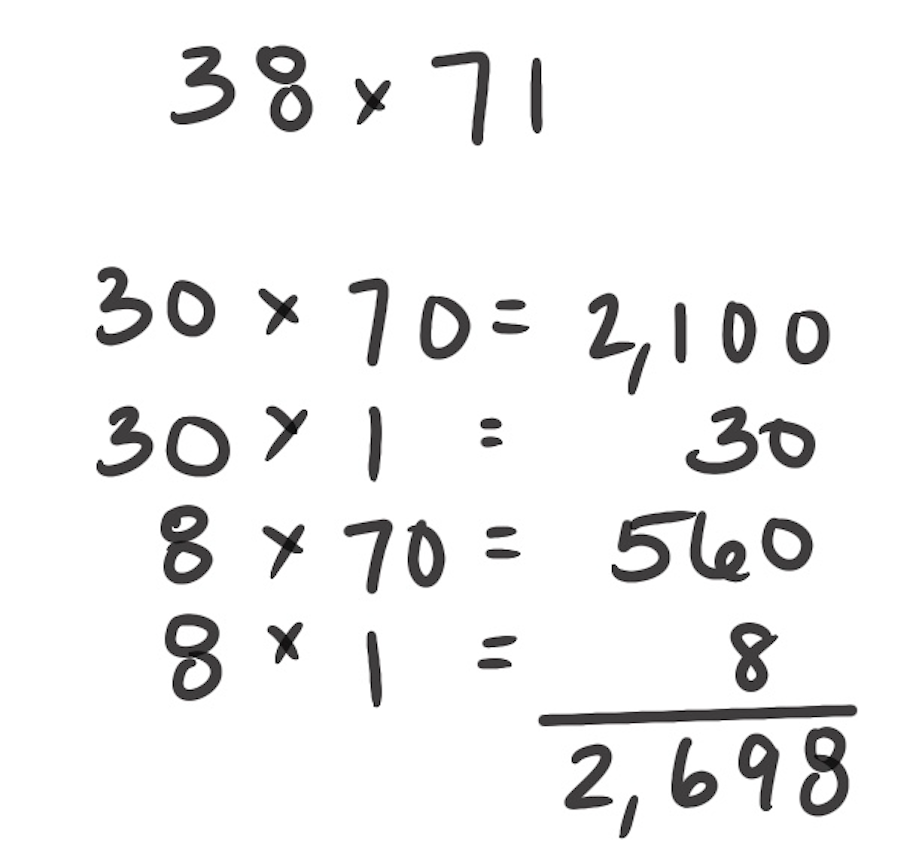 38 × 71
30 × 70 = 2,100
30 × 1 = 30
8 × 70 = 560
8 × 1 = 8
2,698